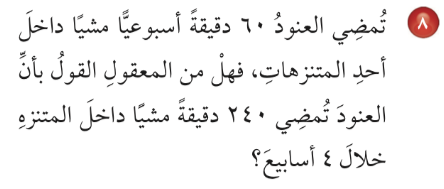 ٨ تُمضِي العنودُ ٦٠ دقيقةً أسبوعيًّا مشيًا داخلَ
أحدِ المتنزهاتِ، فهلْ من المعقولِ القولُ بأنِّ
العنودَ تُمضِي ٢٤٠ دقيقةً مشيًا داخلَ المتنزهِ
خلالَ ٤ أسابيعَ؟